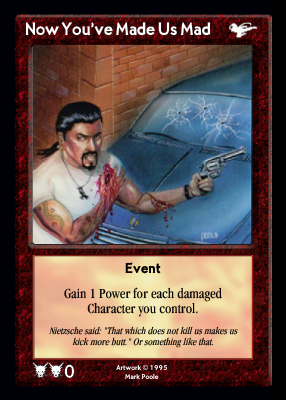 Now You've Made Us Mad
Event
Gain 1 Power for each damaged
Character you control.
Nietzsche said: "That which does not kill us makes us
kick more butt." Or something like that.
0
Artwork © 1995
Mark Poole